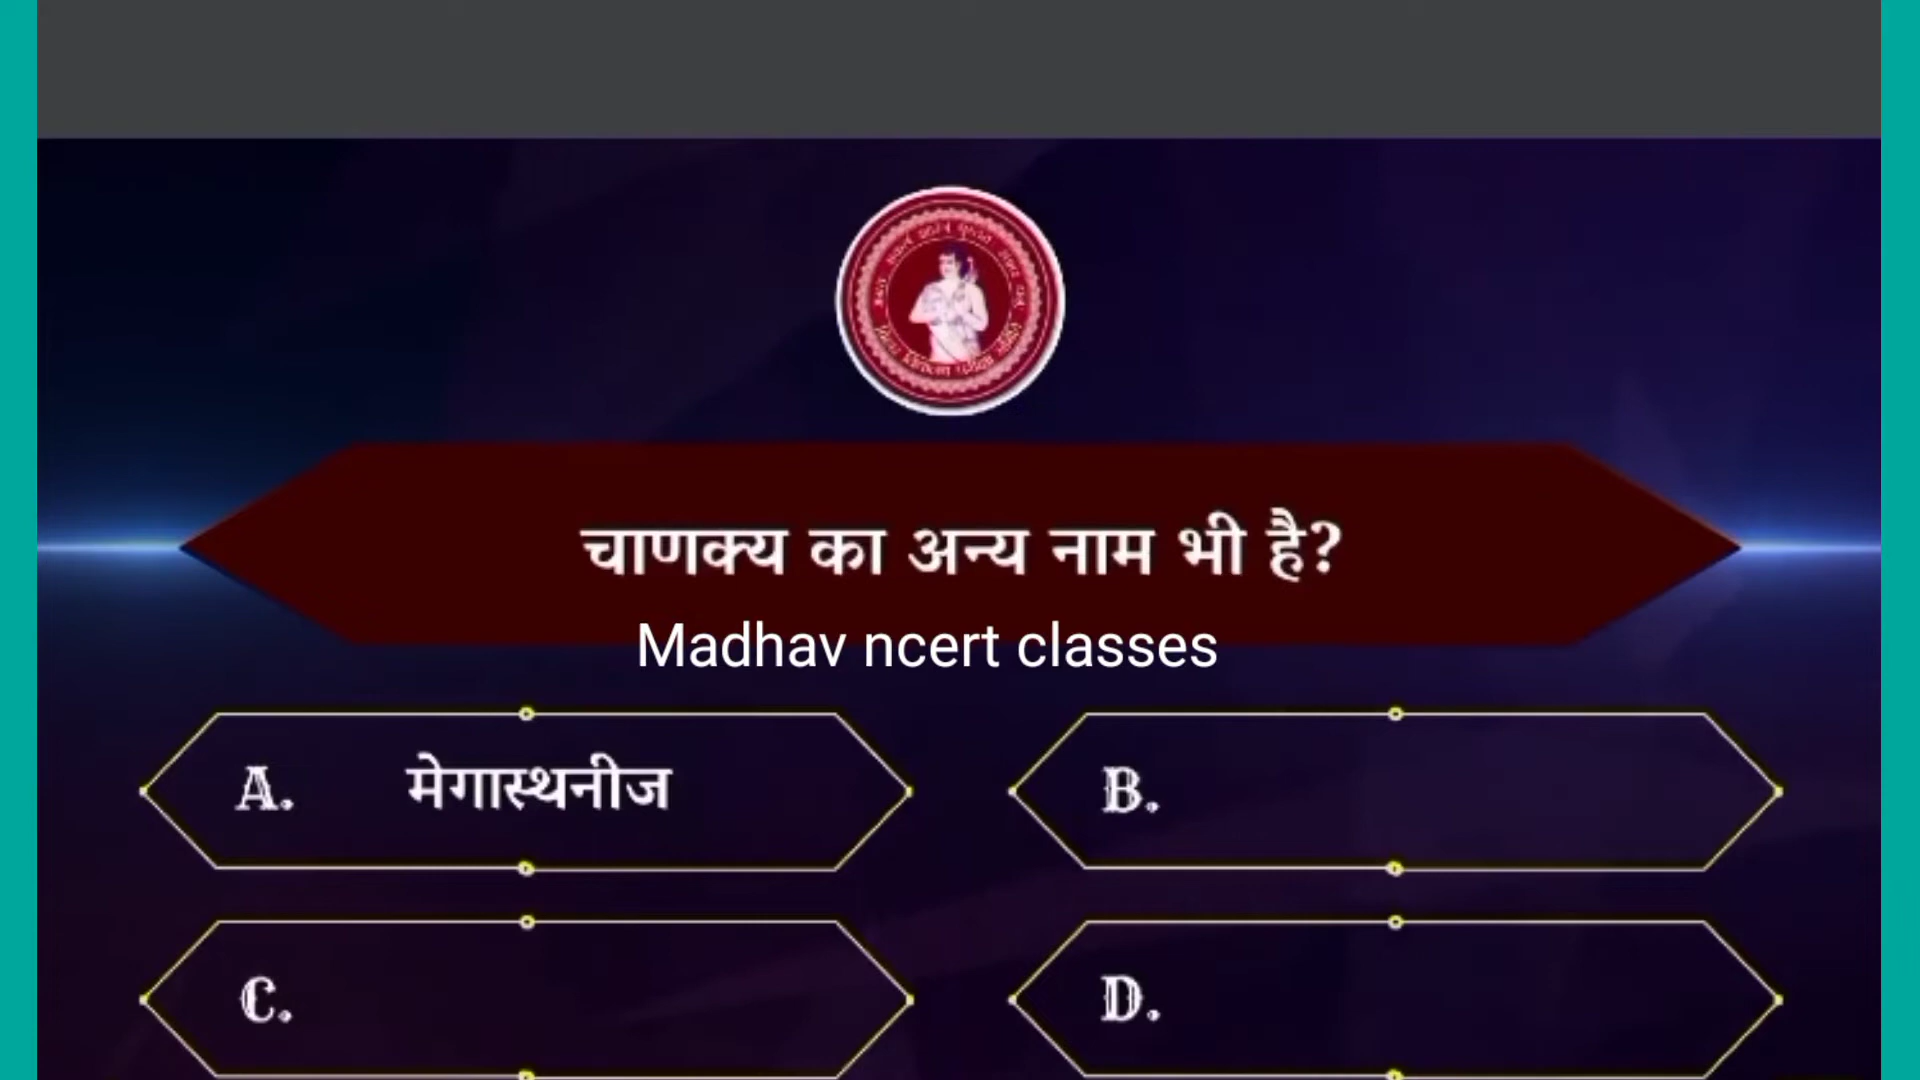 चाणक्य का अन्य नाम भी है?
Madhav ncert classes
A. मेगास्थनीज
B.
C.
D.